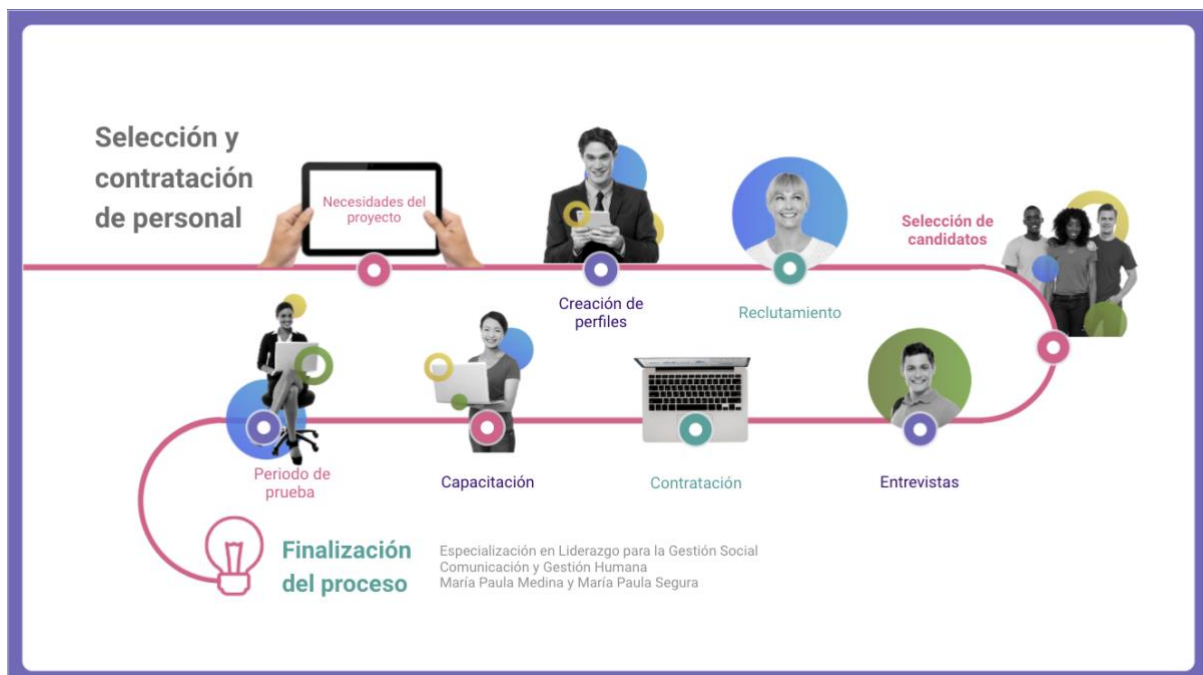 Selección y
contratación
de personal
Necesidades del
proyecto
Creación de
perfiles
Reclutamiento
Selección de
candidatos
Entrevistas
Contratación
Capacitación
Periodo de
prueba
Finalización
del proceso
Especialización en Liderazgo para la Gestión Social
Comunicación y Gestión Humana
María Paula Medina y María Paula Segura